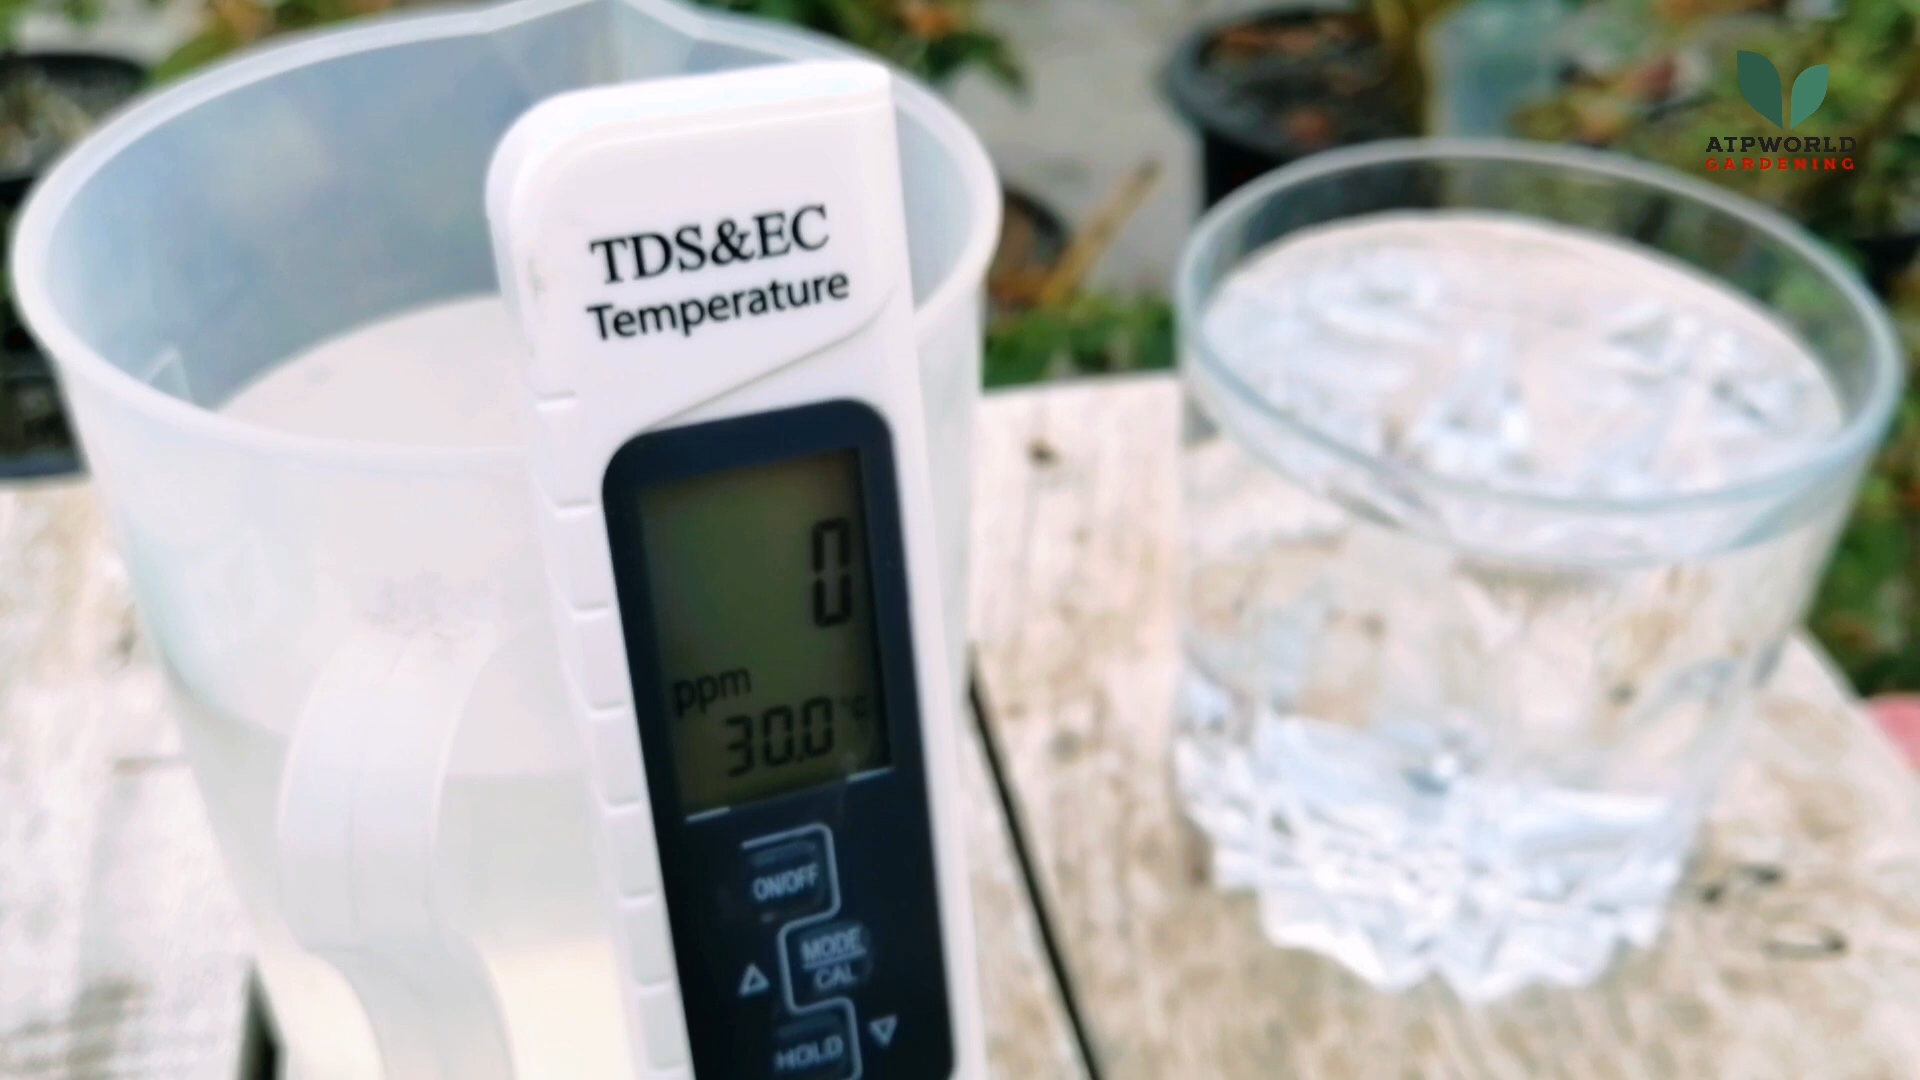 ATPWORLD
GARDENING
TDS&EC
Temperature
0
ppm
30.0 °C
ON/OFF
MODE
CAL
HOLD